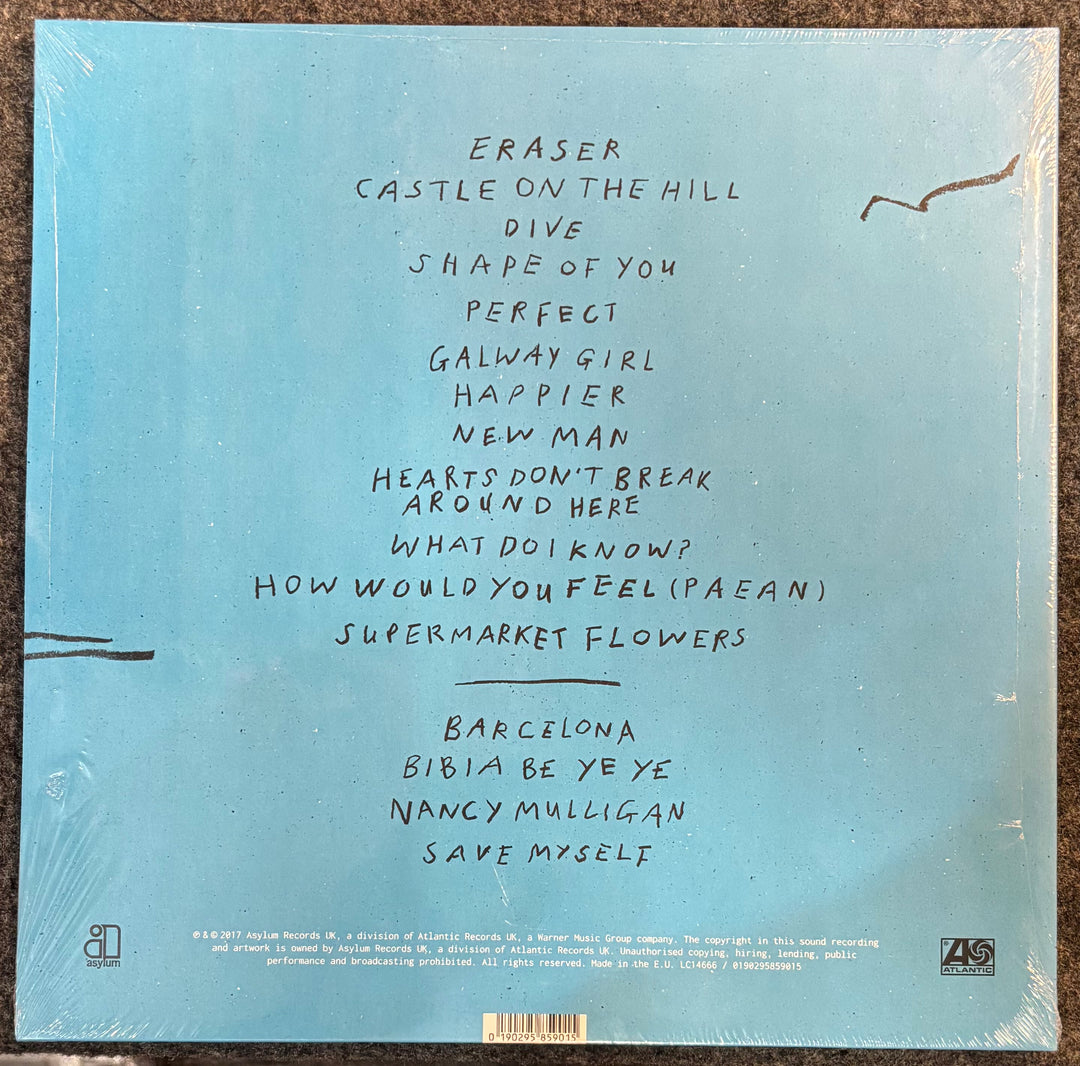 ERASER
CASTLE ON THE HILL
DIVE
SHAPE OF YOU
PERFECT
GALWAY GIRL
HAPPIER
NEW MAN
HEARTS DON'T BREAK
AROUND HERE
WHAT DO I KNOW?
HOW WOULD YOU FEEL (PAEAN)
SUPERMARKET FLOWERS
BARCELONA
BIBIA BE YE YE
NANCY MULLIGAN
SAVE MYSELF
℗ & © 2017 Asylum Records UK, a division of Atlantic Records UK, a Warner Music Group company. The copyright in this sound recording
and artwork is owned by Asylum Records UK, a division of Atlantic Records UK. Unauthorised copying, hiring, lending, public
performance and broadcasting prohibited. All rights reserved. Made in the E.U. LC14666 / 0190295859015
asylum
ATLANTIC
0 190295 859015